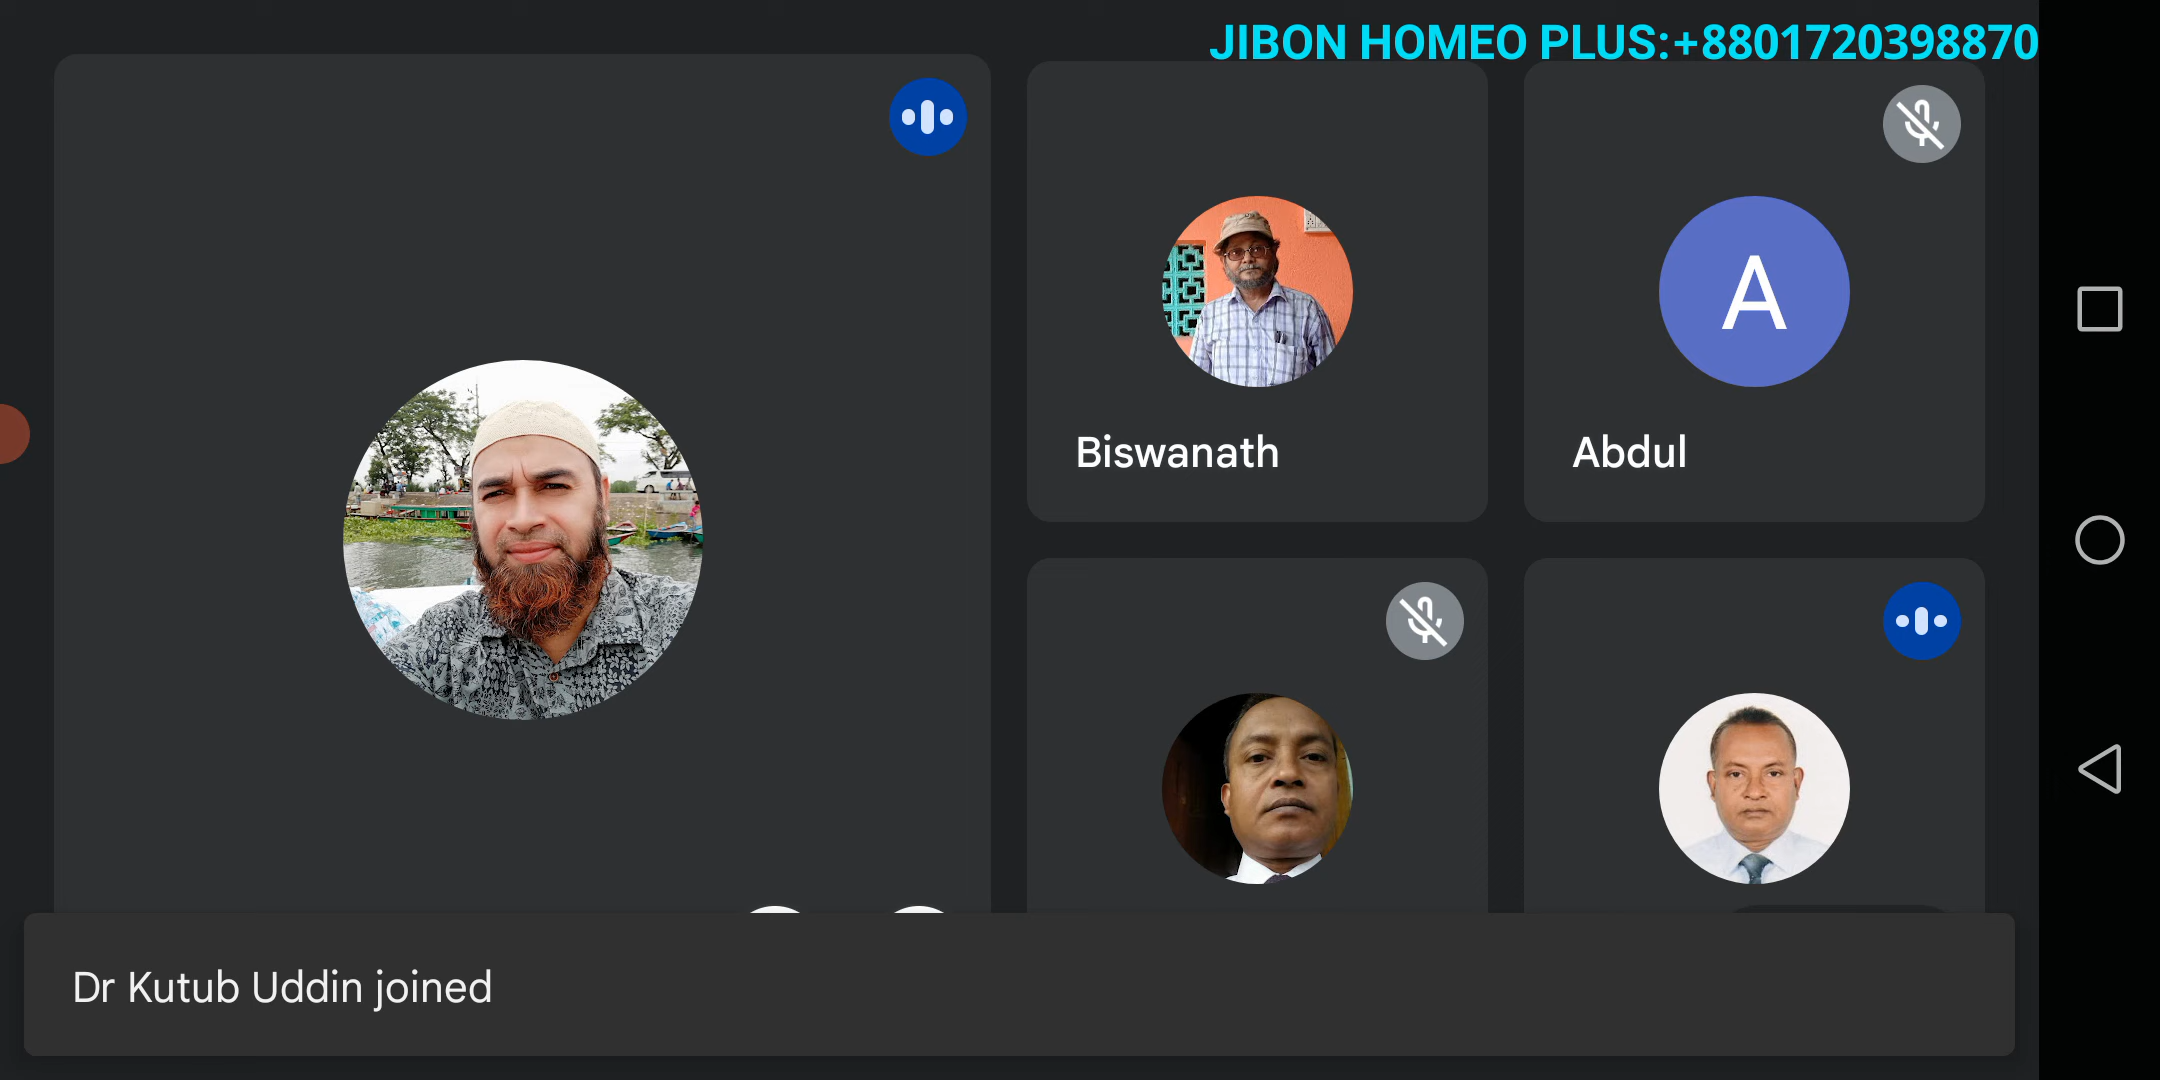 JIBON HOMEO PLUS:+8801720398870
A
Biswanath
Abdul
Dr Kutub Uddin joined